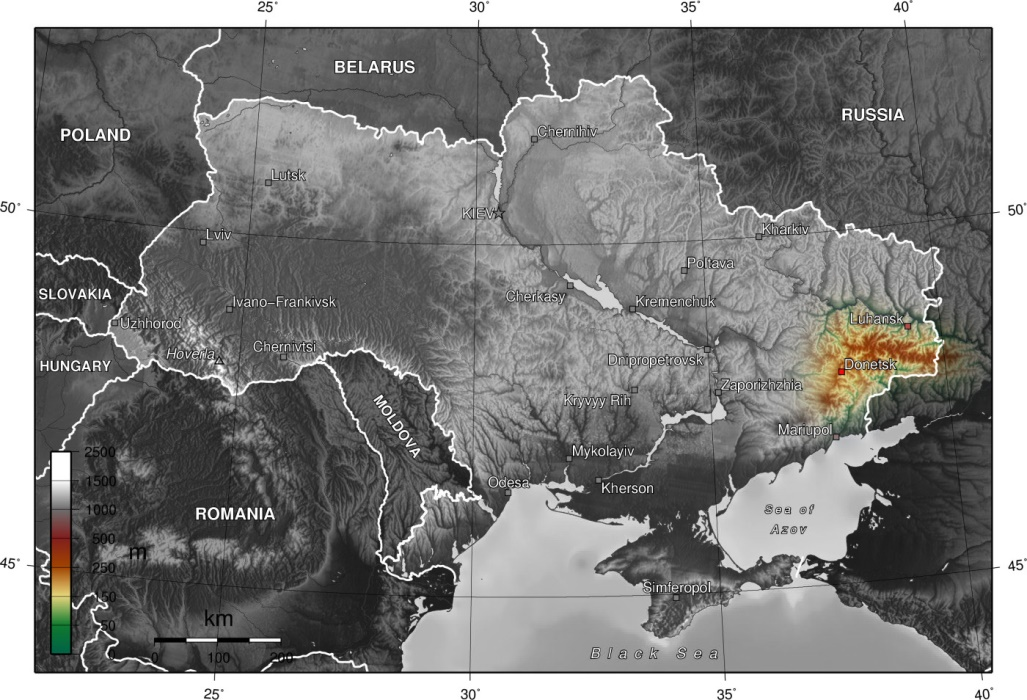 25°
30°
35°
40°
BELARUS
RUSSIA
POLAND
Chernihiv
Lutsk
50°
KIEV
50°
Lviv
Kharkiv
Poltava
SLOVAKIA
Ivano–Frankivsk
Cherkasy
Kremenchuk
Uzhhorod
Luhansk
Hoverla
Chernivtsi
HUNGARY
Dnipropetrovsk
Donetsk
Zaporizhzhia
Kryvyy Rih
MOLDOVA
Mariupol
2500
Mykolayiv
1500
Odesa
Kherson
1000
ROMANIA
Sea of
Azov
500
m
45°
250
45°
150
Simferopol
50
km
Black Sea
0
0
100
200
25°
30°
35°
40°